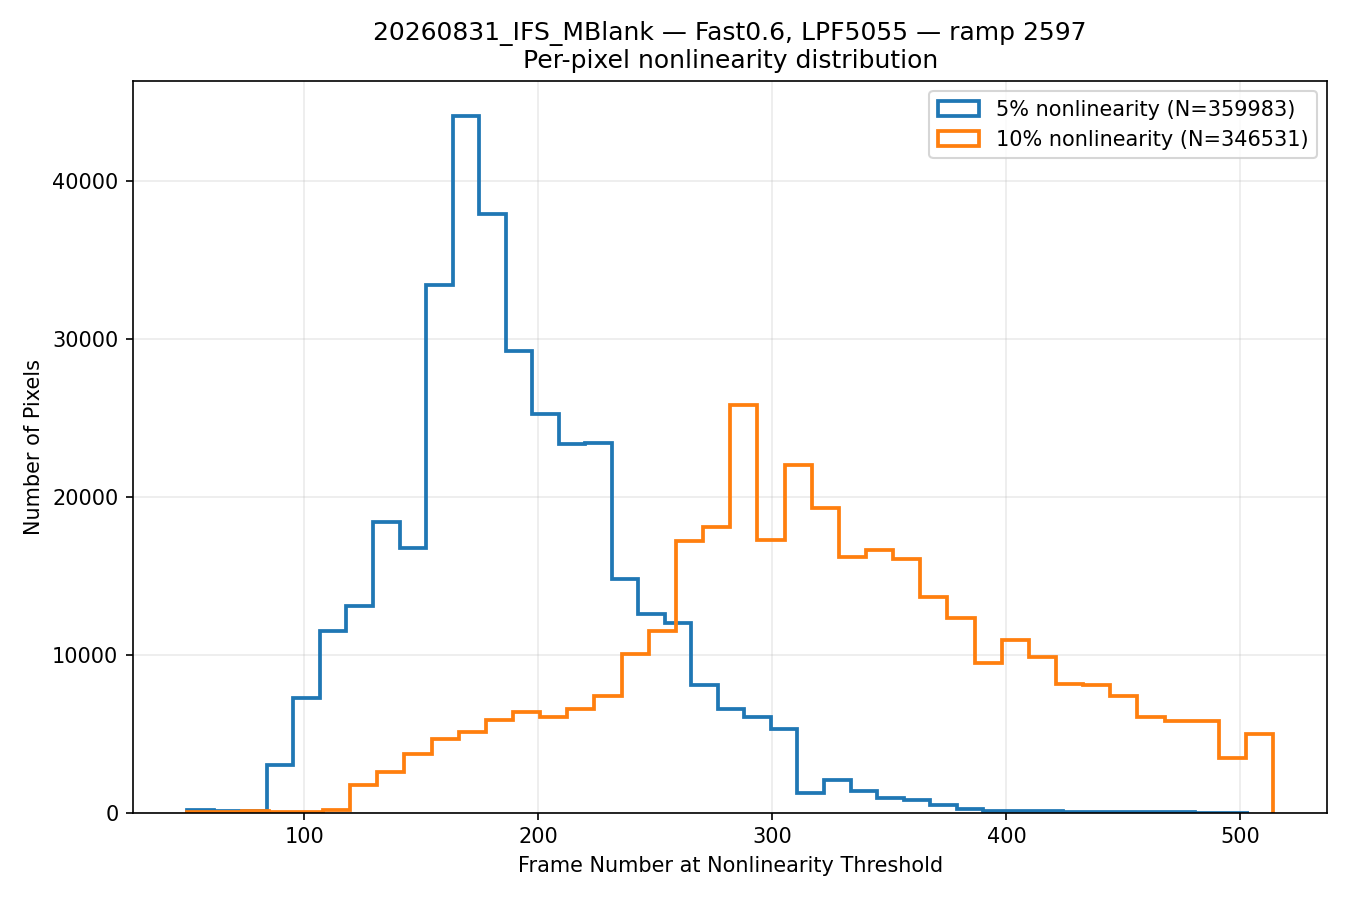 20260831_IFS_MBlank — Fast0.6, LPF5055 — ramp 2597
Per-pixel nonlinearity distribution
5% nonlinearity (N=359983)
10% nonlinearity (N=346531)
Number of Pixels
40000
30000
20000
10000
0
100
200
300
400
500
Frame Number at Nonlinearity Threshold